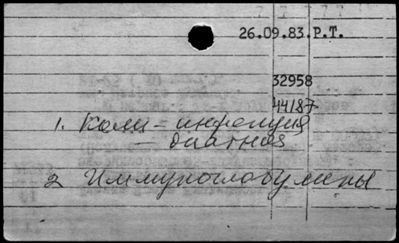 26.09.83.Р.Т.
32958
44187
1. Коли - инфекция
- диагноз
2 Иммуноглобулины